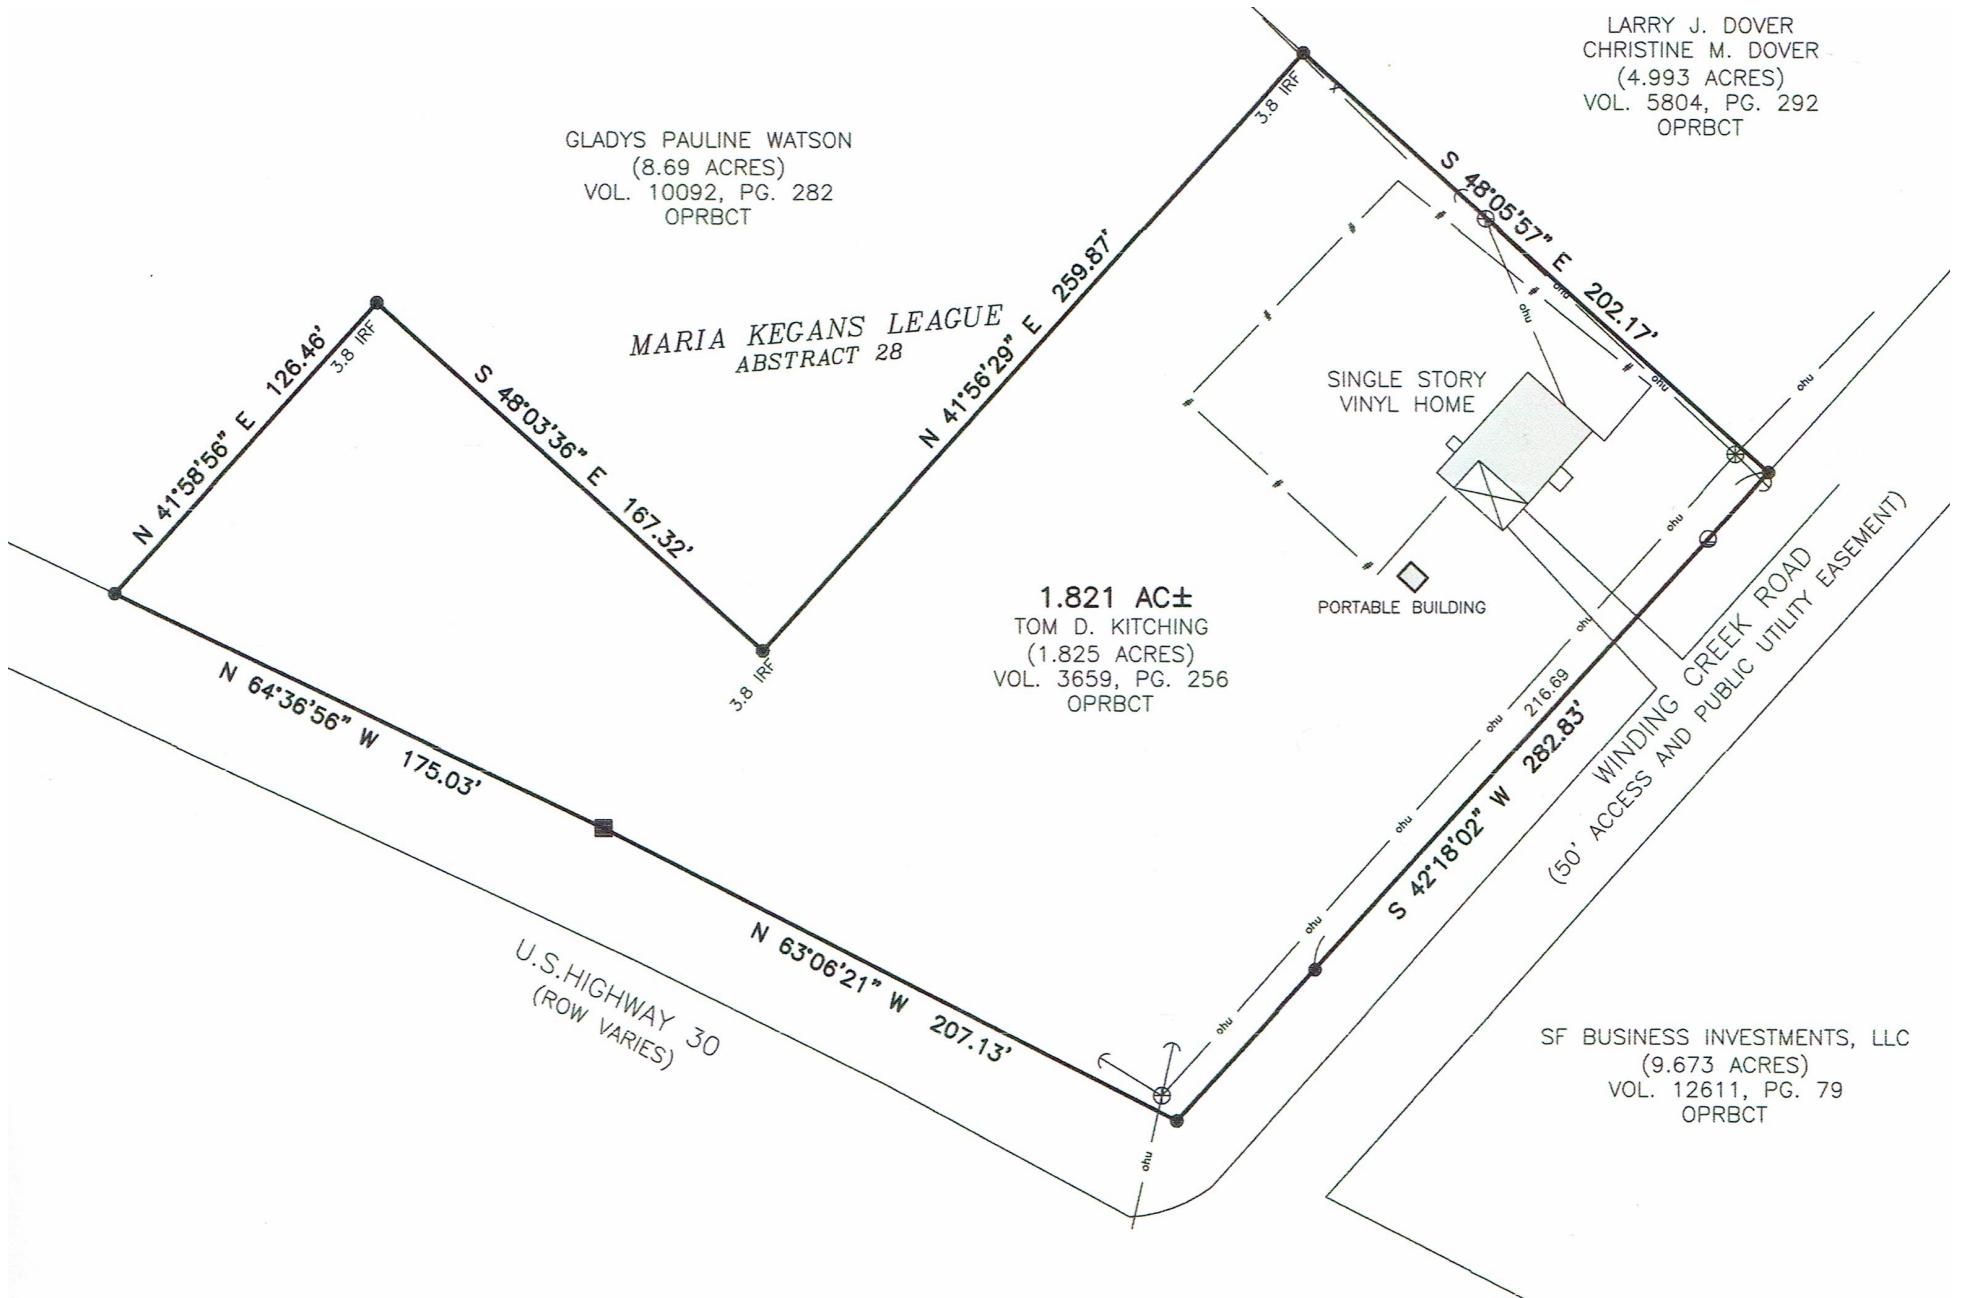 LARRY J. DOVER
CHRISTINE M. DOVER
(4.993 ACRES)
VOL. 5804, PG. 292
OPRBCT
GLADYS PAULINE WATSON
(8.69 ACRES)
VOL. 10092, PG. 282
OPRBCT
3.8 IRF
x
S 48°05'57" E 202.17'
ohu
ohu
ohu
ohu
N 41°56'29" E 259.87'
MARIA KEGANS LEAGUE
ABSTRACT 28
3.8 IRF
N 41°58'56" E 126.46'
S 48°03'36" E 167.32'
SINGLE STORY
VINYL HOME
PORTABLE BUILDING
1.821 AC±
TOM D. KITCHING
(1.825 ACRES)
VOL. 3659, PG. 256
OPRBCT
3.8 IRF
N 64°36'56" W 175.03'
N 63°06'21" W 207.13'
U.S.HIGHWAY 30
(ROW VARIES)
ohu
ohu
ohu
ohu
ohu
ohu
ohu
216.69
S 42°18'02" W 282.83'
WINDING CREEK ROAD
(50' ACCESS AND PUBLIC UTILITY EASEMENT)
SF BUSINESS INVESTMENTS, LLC
(9.673 ACRES)
VOL. 12611, PG. 79
OPRBCT